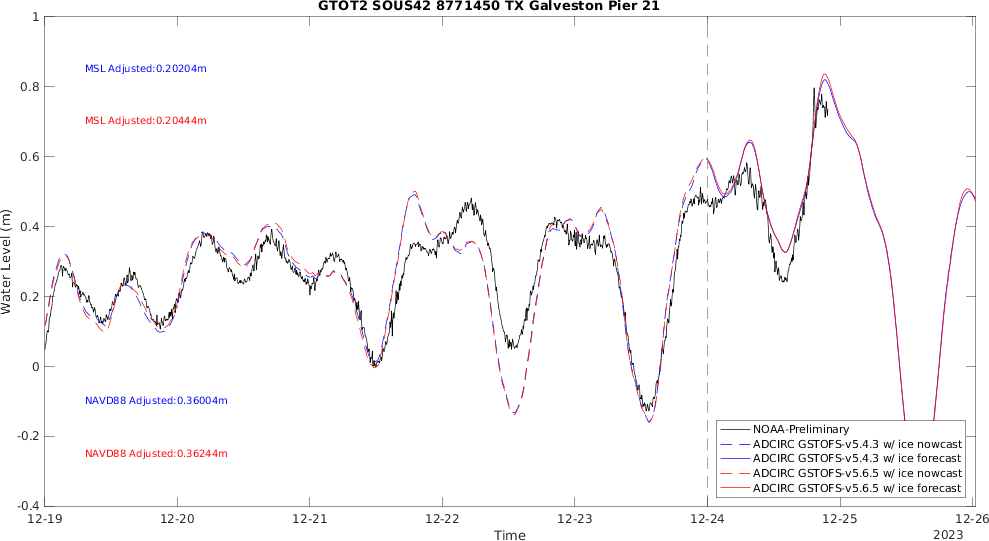 GTOT2 SOUS42 8771450 TX Galveston Pier 21
1
0.8
0.6
0.4
0.2
0
-0.2
-0.4
Water Level (m)
MSL Adjusted:0.20204m
MSL Adjusted:0.20444m
NAVD88 Adjusted:0.36004m
NAVD88 Adjusted:0.36244m
NOAA-Preliminary
ADCIRC GSTOFS-v5.4.3 w/ ice nowcast
ADCIRC GSTOFS-v5.4.3 w/ ice forecast
ADCIRC GSTOFS-v5.6.5 w/ ice nowcast
ADCIRC GSTOFS-v5.6.5 w/ ice forecast
12-19 12-20 12-21 12-22 12-23 12-24 12-25 12-26
Time
2023